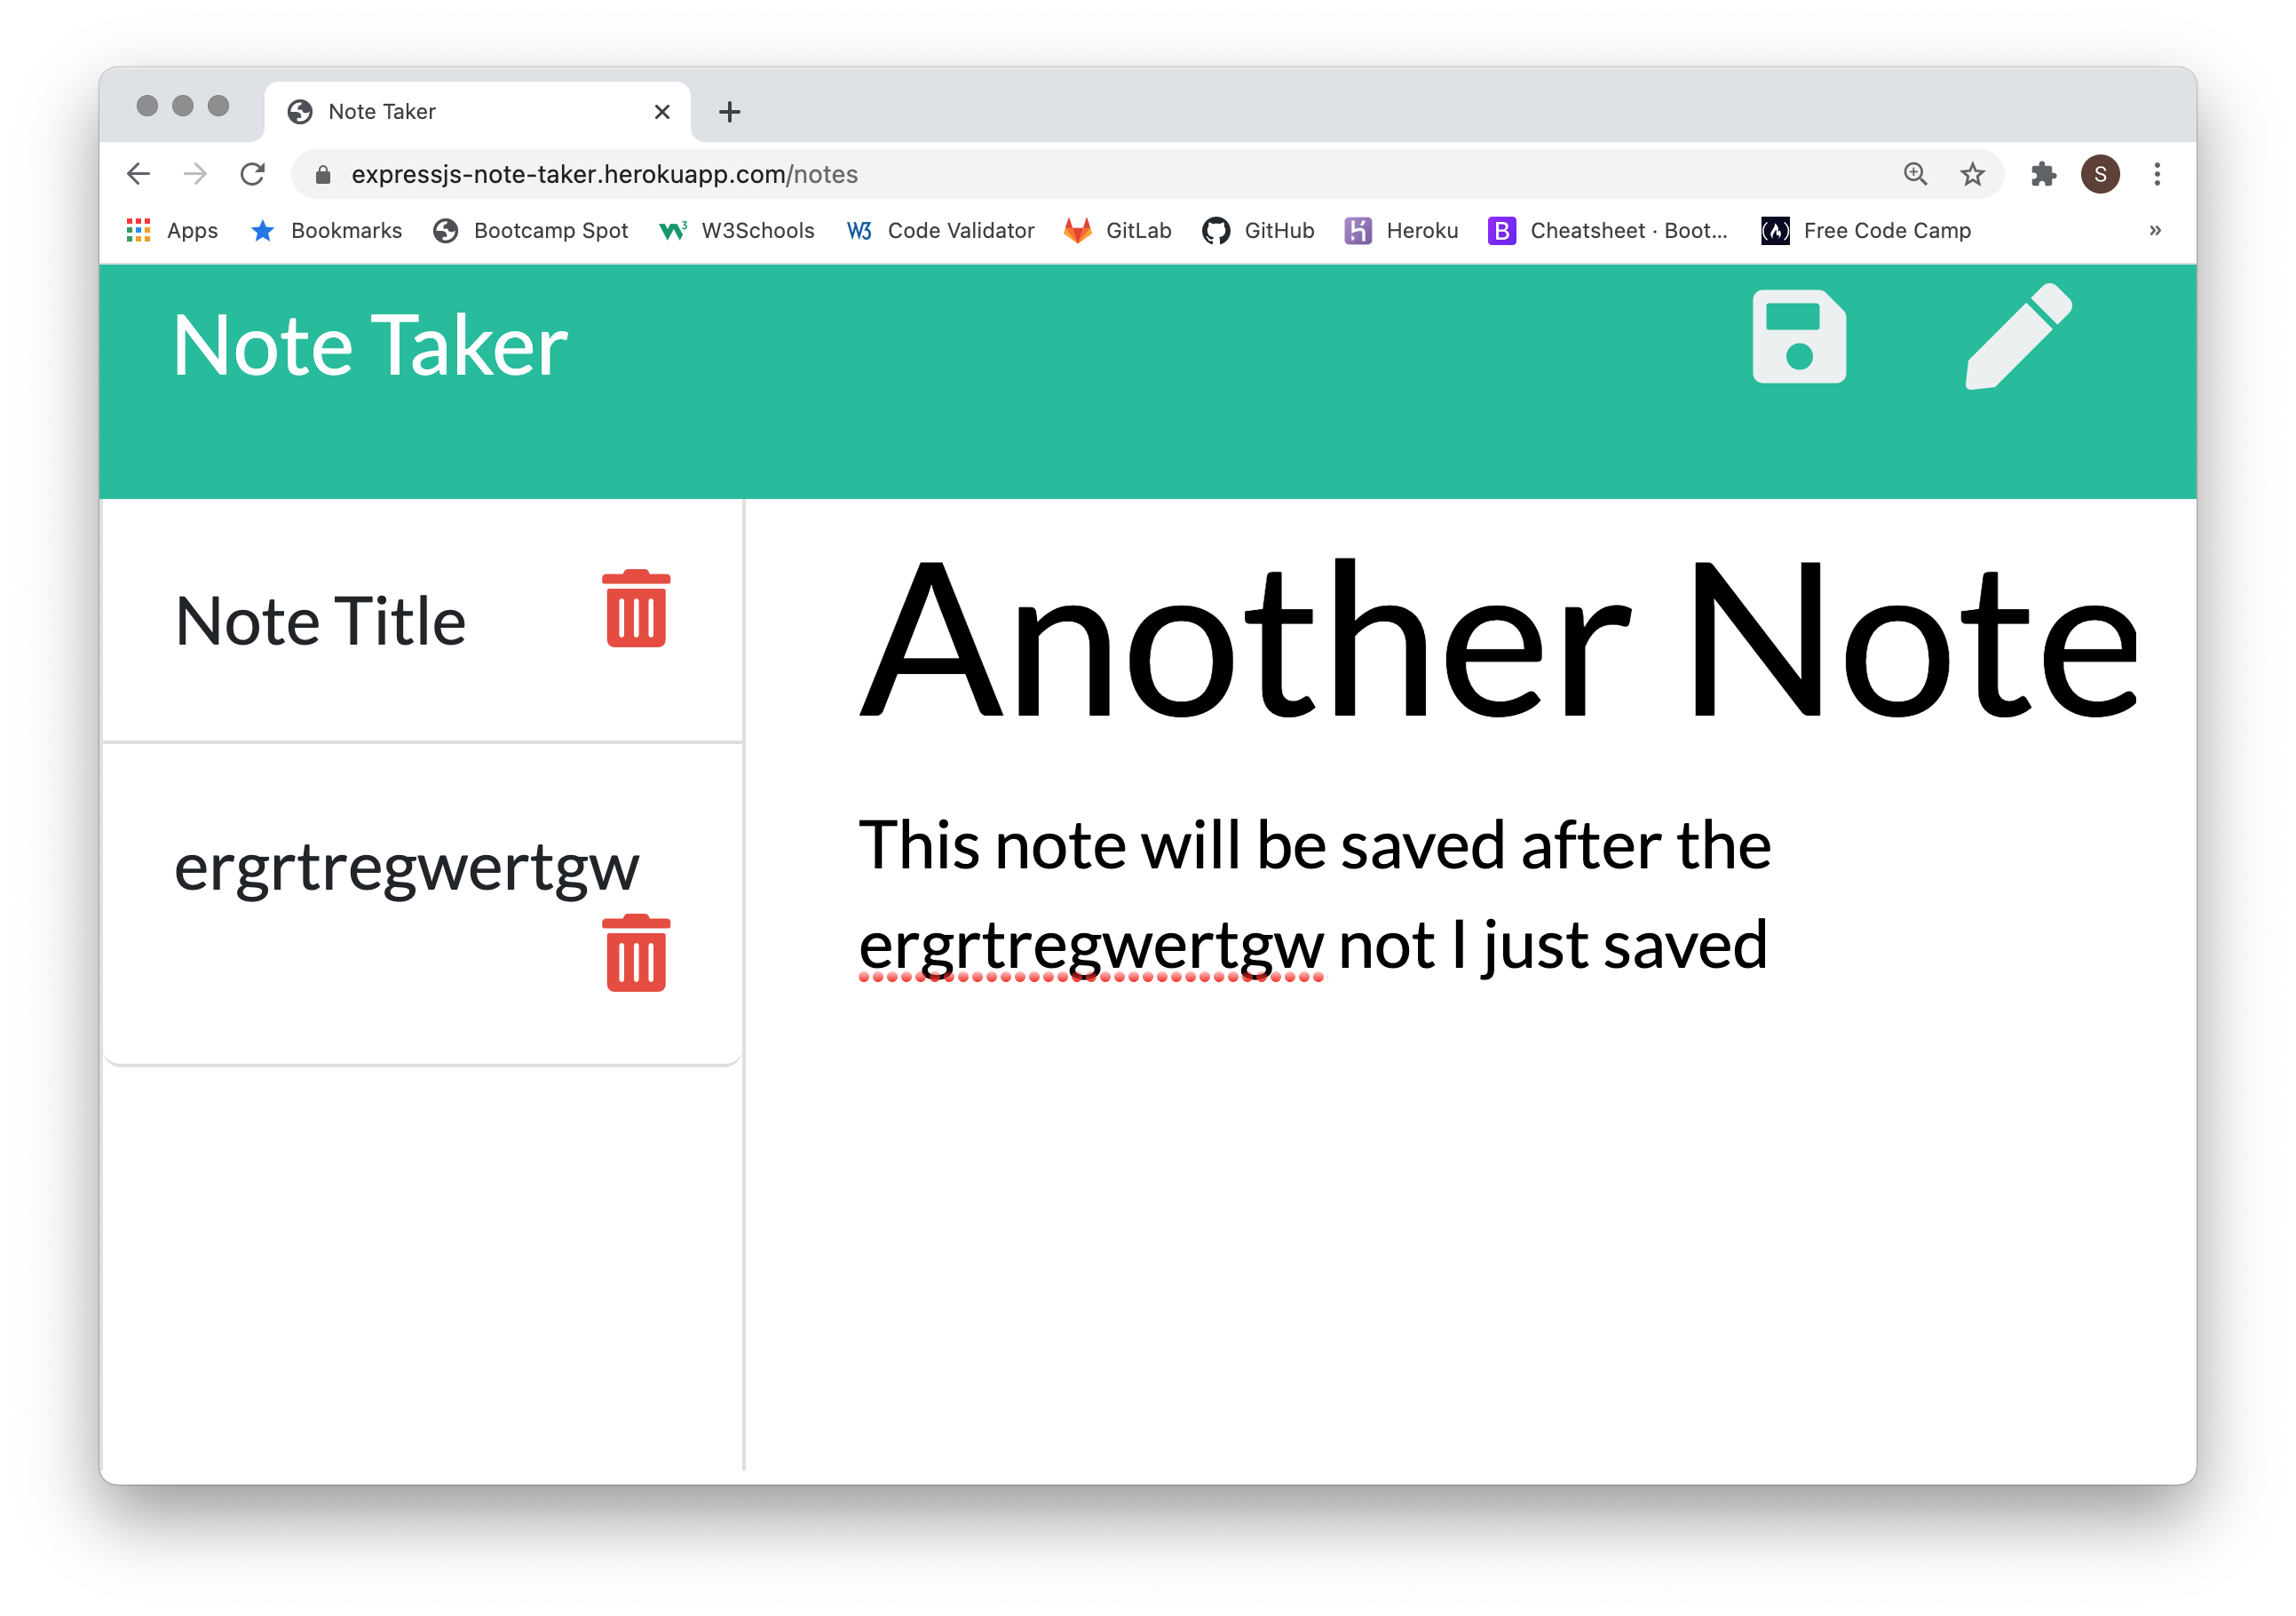 Note Taker
expressjs-note-taker.herokuapp.com/notes
S
Apps Bookmarks Bootcamp Spot W3Schools Code Validator GitLab GitHub Heroku Cheatsheet · Boot... Free Code Camp »
Note Taker
Note Title
ergrtregwertgw
Another Note
This note will be saved after the
ergrtregwertgw not I just saved